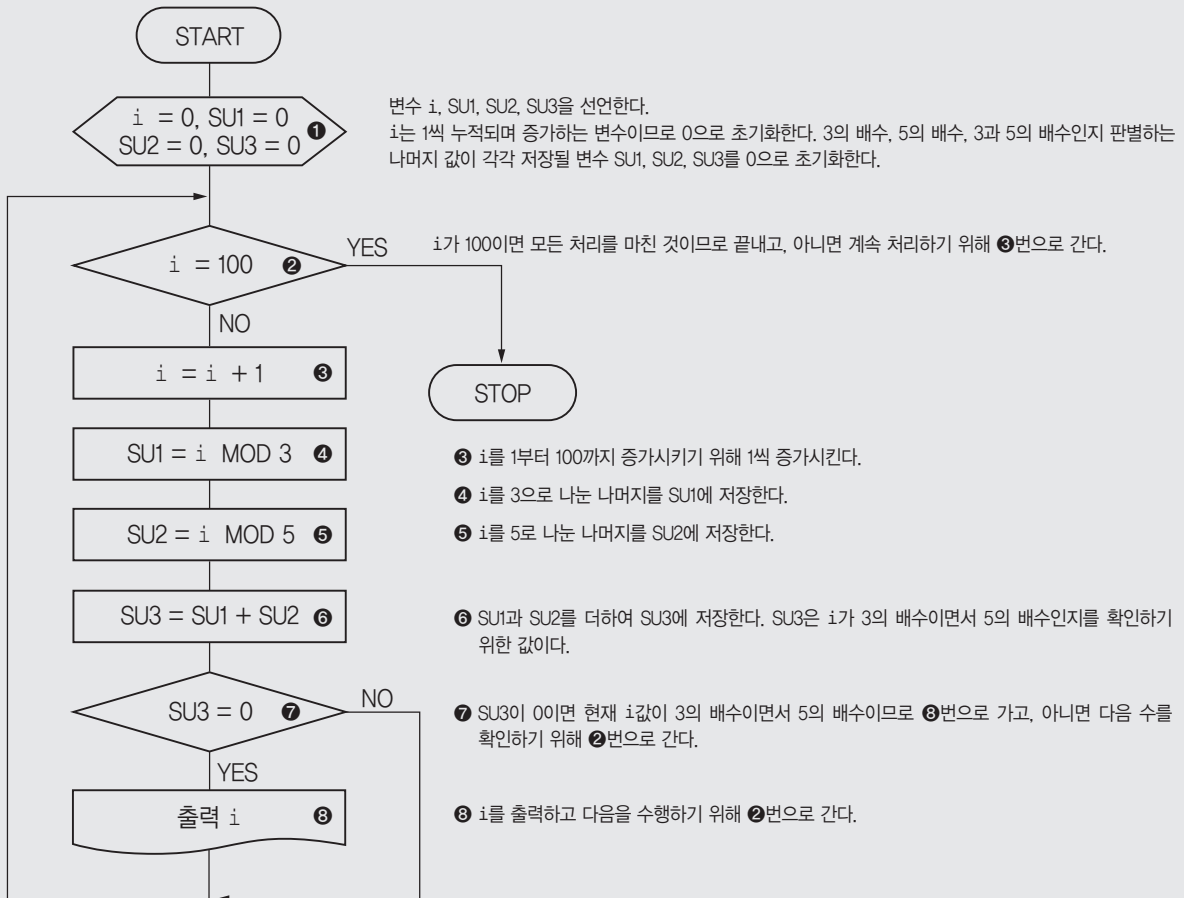 START
i = 0, SU1 = 0
SU2 = 0, SU3 = 0 ❶
변수 i, SU1, SU2, SU3을 선언한다.
i는 1씩 누적되며 증가하는 변수이므로 0으로 초기화한다. 3의 배수, 5의 배수, 3과 5의 배수인지 판별하는
나머지 값이 각각 저장될 변수 SU1, SU2, SU3를 0으로 초기화한다.
i = 100 ❷
YES
i가 100이면 모든 처리를 마친 것이므로 끝내고, 아니면 계속 처리하기 위해 ❸번으로 간다.
NO
i = i + 1 ❸
STOP
SU1 = i MOD 3 ❹
❸ i를 1부터 100까지 증가시키기 위해 1씩 증가시킨다.
❹ i를 3으로 나눈 나머지를 SU1에 저장한다.
SU2 = i MOD 5 ❺
❺ i를 5로 나눈 나머지를 SU2에 저장한다.
SU3 = SU1 + SU2 ❻
❻ SU1과 SU2를 더하여 SU3에 저장한다. SU3은 i가 3의 배수이면서 5의 배수인지를 확인하기
위한 값이다.
SU3 = 0 ❼
NO
❼ SU3이 0이면 현재 i값이 3의 배수이면서 5의 배수이므로 ❽번으로 가고, 아니면 다음 수를
확인하기 위해 ❷번으로 간다.
YES
출력 i ❽
❽ i를 출력하고 다음을 수행하기 위해 ❷번으로 간다.